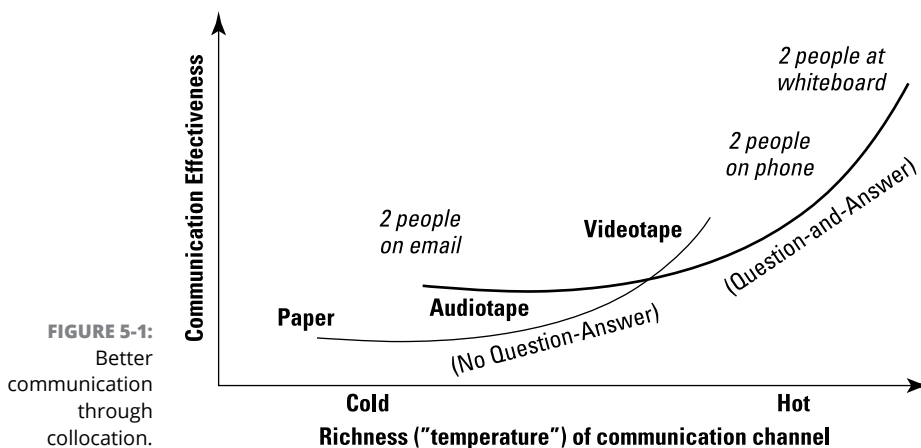 Communication Effectiveness
2 people at
whiteboard
2 people
on phone
2 people
on email
Videotape
(Question-and-Answer)
Paper
Audiotape
(No Question-Answer)
Cold
Hot
Richness ("temperature") of communication channel
FIGURE 5-1:
Better
communication
through
collocation.